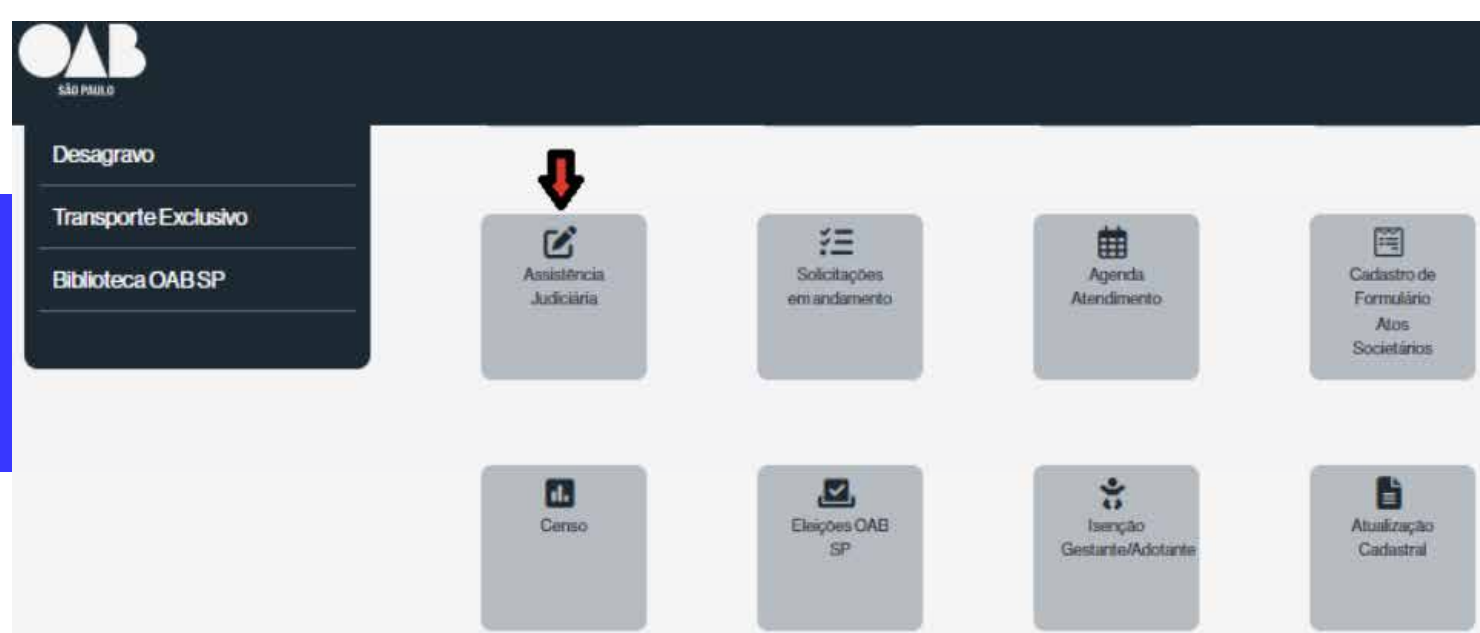 OAB
SÃO PAULO
Desagravo
Transporte Exclusivo
Biblioteca OAB SP
Assistência
Judiciária
Solicitações
em andamento
Agenda
Atendimento
Cadastro de
Formulário
Atos
Societários
Censo
Eleições OAB
SP
Isenção
Gestante/Adotante
Atualização
Cadastral